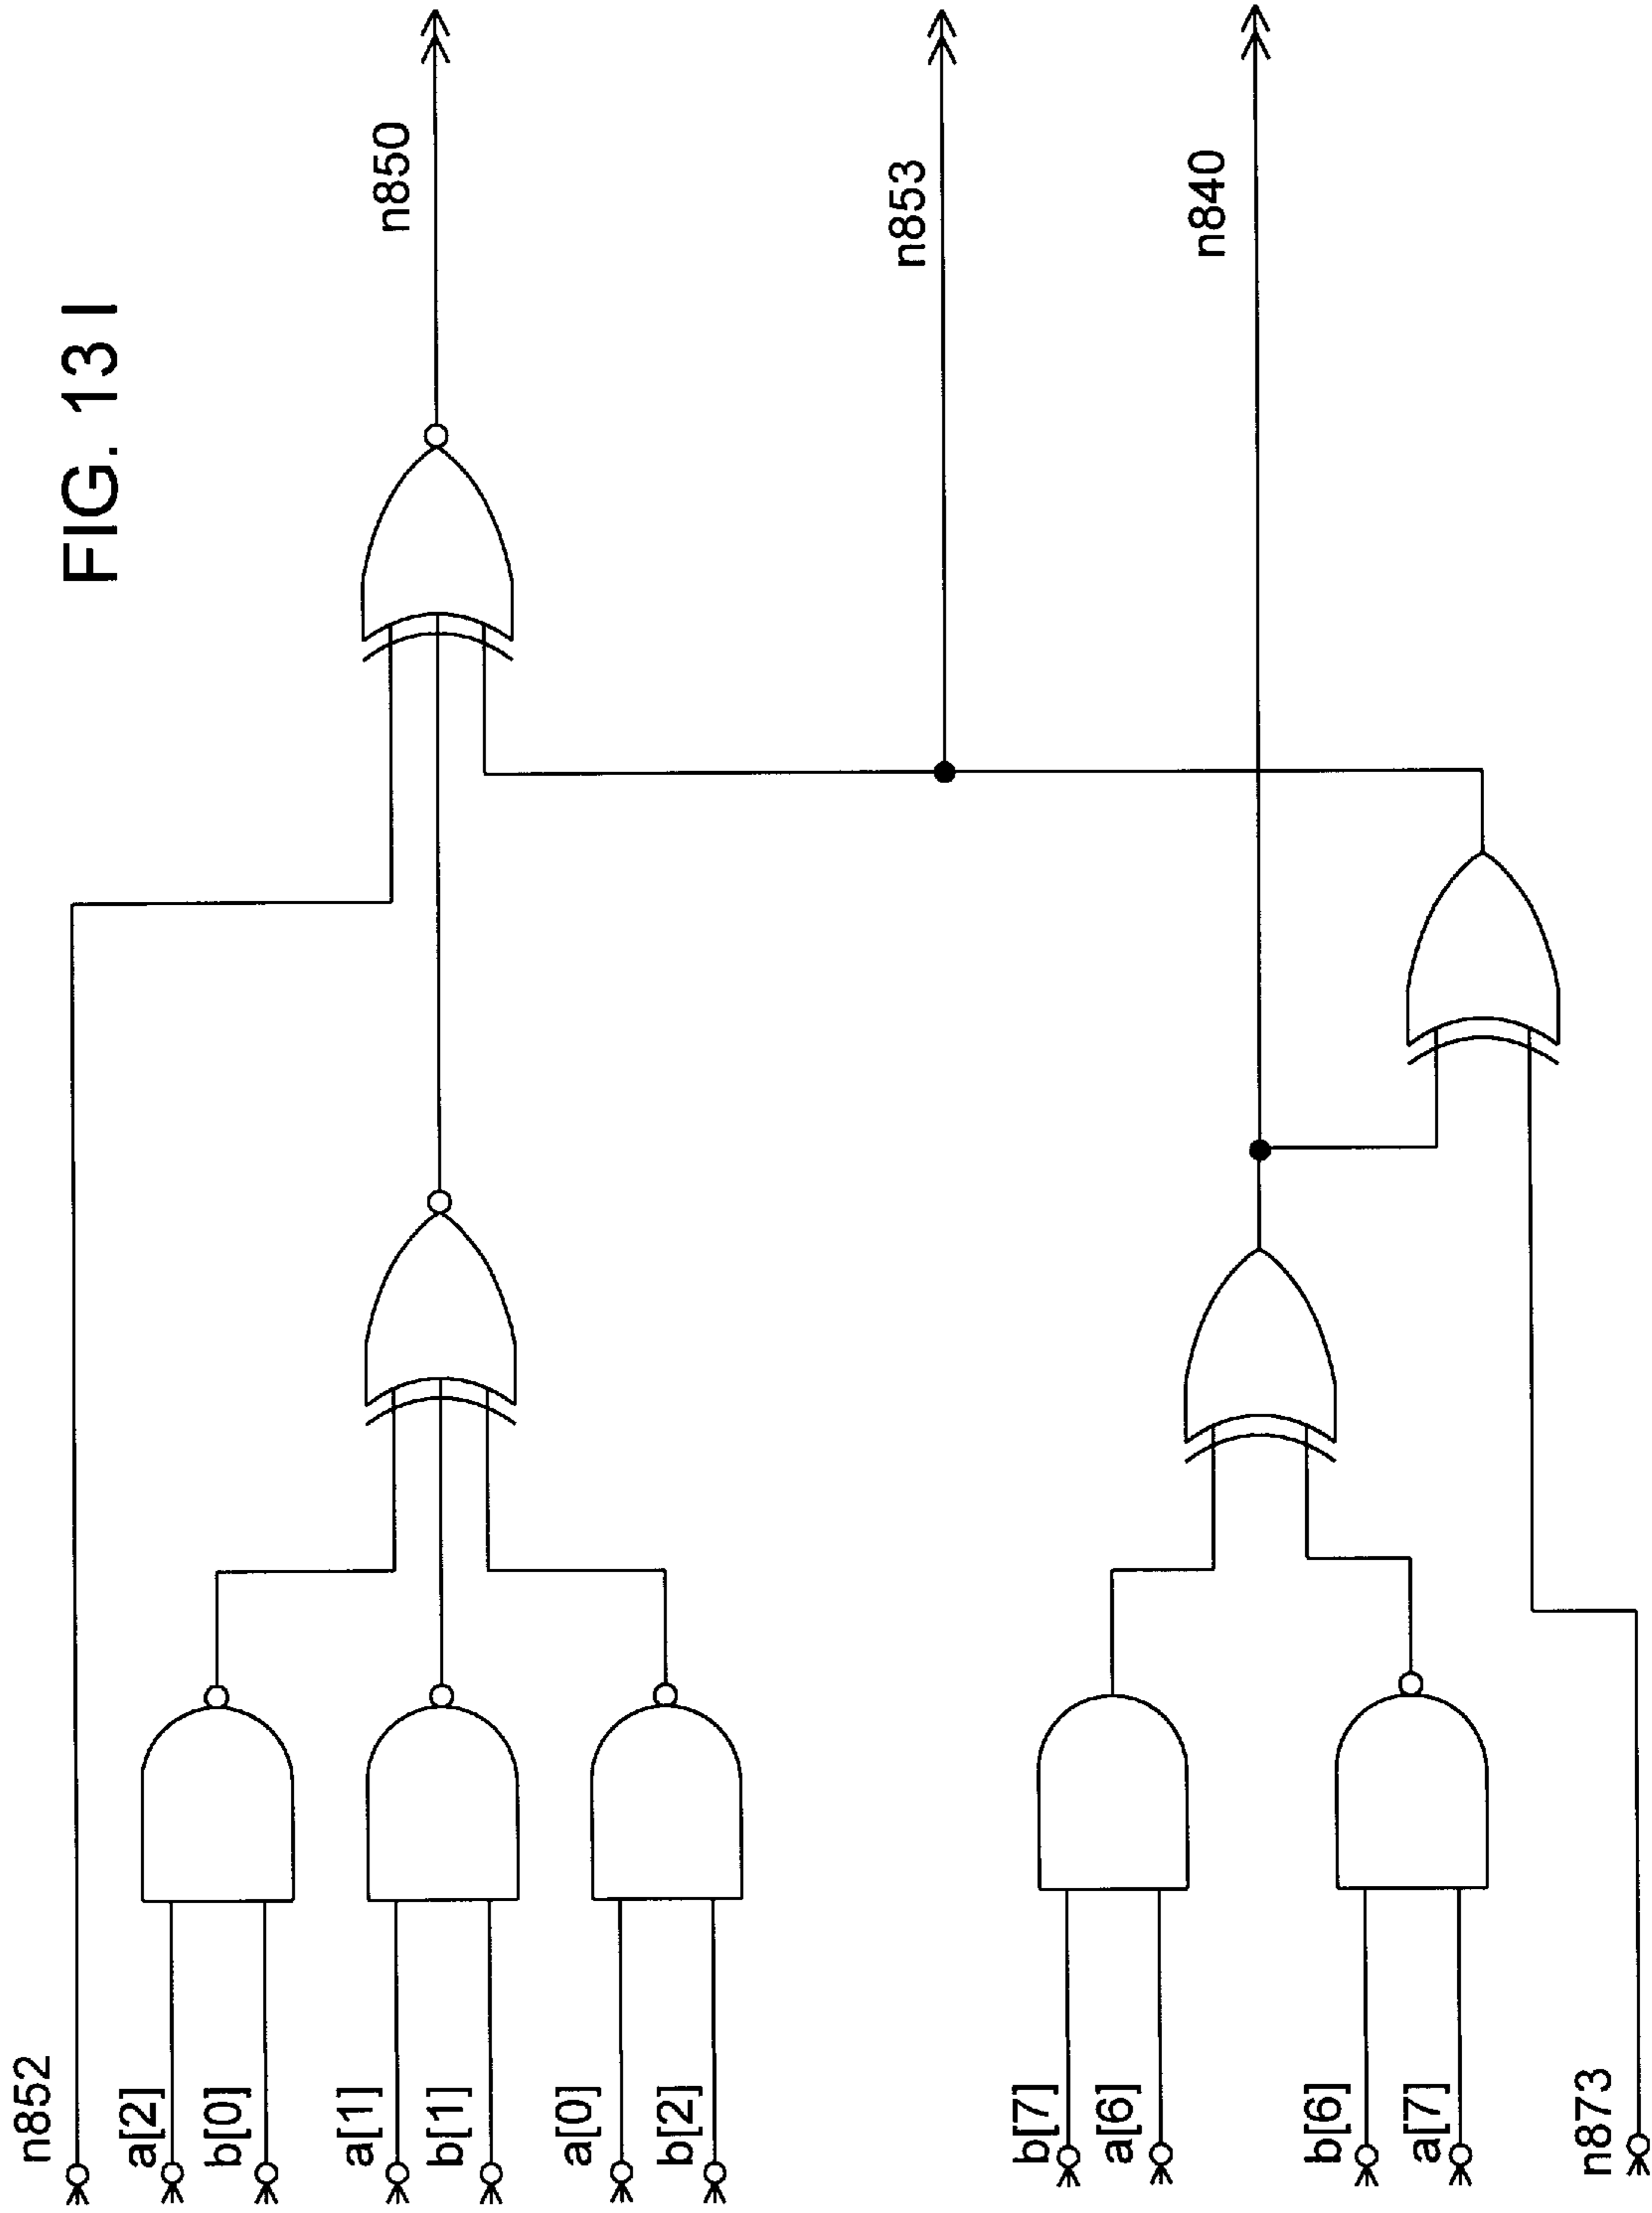 FIG. 13 I
n852
a[2]
b[0]
a[1]
b[1]
a[0]
b[2]
b[7]
a[6]
b[6]
a[7]
n873
n850
n853
n840